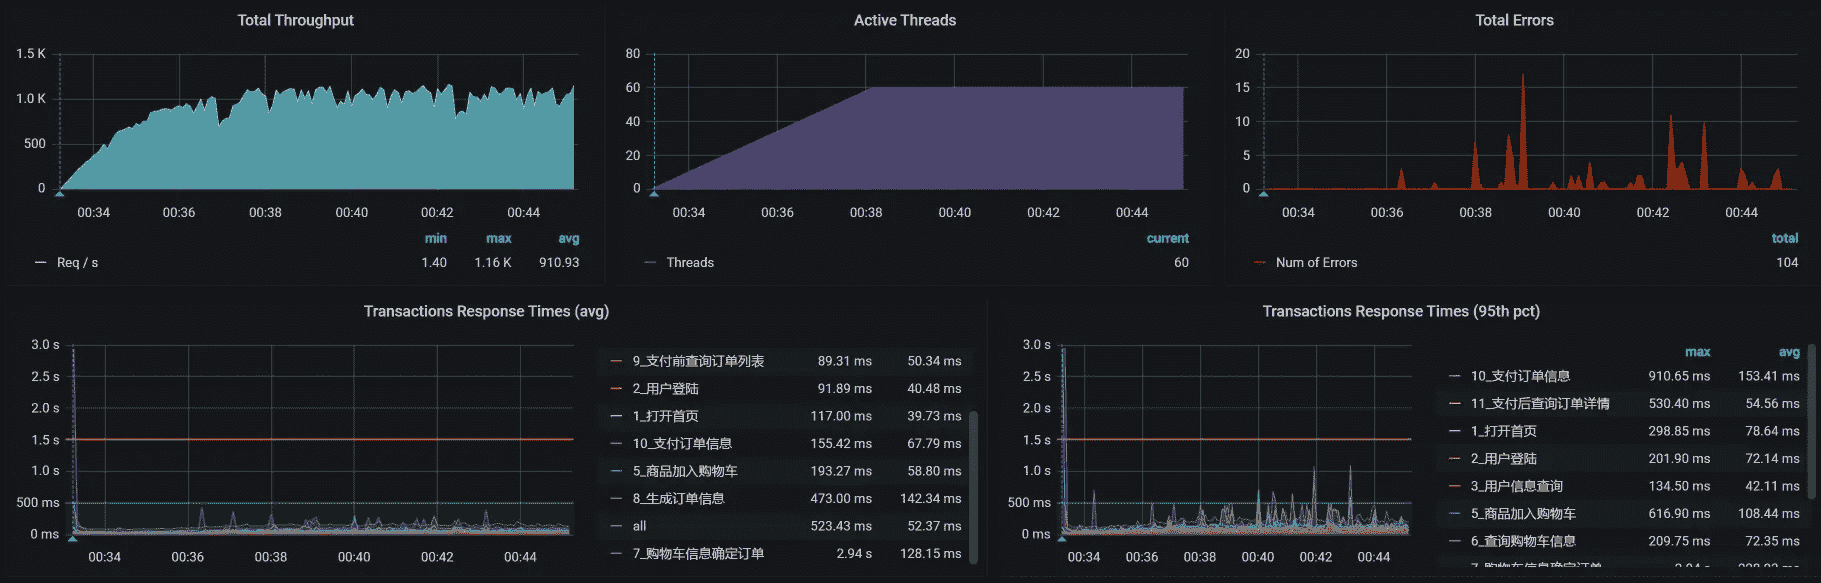 Total Throughput
1.5 K
1.0 K
500
0
00:34 00:36 00:38 00:40 00:42 00:44
min max avg
Req / s 1.40 1.16 K 910.93
Active Threads
80
60
40
20
0
00:34 00:36 00:38 00:40 00:42 00:44
current
Threads 60
Total Errors
20
15
10
5
0
00:34 00:36 00:38 00:40 00:42 00:44
total
Num of Errors 104
Transactions Response Times (avg)
3.0 s
2.5 s
2.0 s
1.5 s
1.0 s
500 ms
0 ms
00:34 00:36 00:38 00:40 00:42 00:44
9_支付前查询订单列表 89.31 ms 50.34 ms
2_用户登陆 91.89 ms 40.48 ms
1_打开首页 117.00 ms 39.73 ms
10_支付订单信息 155.42 ms 67.79 ms
5_商品加入购物车 193.27 ms 58.80 ms
8_生成订单信息 473.00 ms 142.34 ms
all 523.43 ms 52.37 ms
7_购物车信息确定订单 2.94 s 128.15 ms
Transactions Response Times (95th pct)
3.0 s
2.5 s
2.0 s
1.5 s
1.0 s
500 ms
0 ms
00:34 00:36 00:38 00:40 00:42 00:44
max avg
10_支付订单信息 910.65 ms 153.41 ms
11_支付后查询订单详情 530.40 ms 54.56 ms
1_打开首页 298.85 ms 78.64 ms
2_用户登陆 201.90 ms 72.14 ms
3_用户信息查询 134.50 ms 42.11 ms
5_商品加入购物车 616.90 ms 108.44 ms
6_查询购物车信息 209.75 ms 72.35 ms
7_购物车信息确定订单